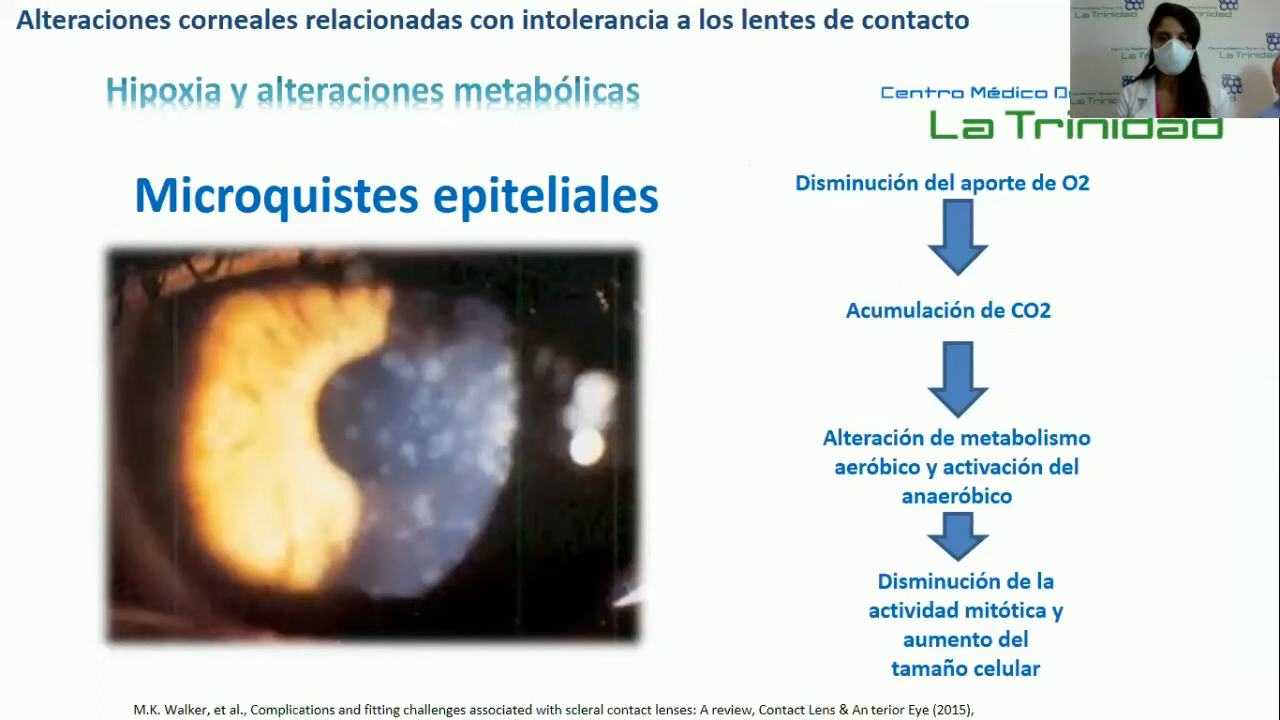 Alteraciones corneales relacionadas con intolerancia a los lentes de contacto
La Trinidad
Hipoxia y alteraciones metabólicas
Centro Médico D
La Trinidad
Microquistes epiteliales
Disminución del aporte de O2
Acumulación de CO2
Alteración de metabolismo
aeróbico y activación del
anaeróbico
Disminución de la
actividad mitótica y
aumento del
tamaño celular
M.K. Walker, et al., Complications and fitting challenges associated with scleral contact lenses: A review, Contact Lens & An terior Eye (2015),